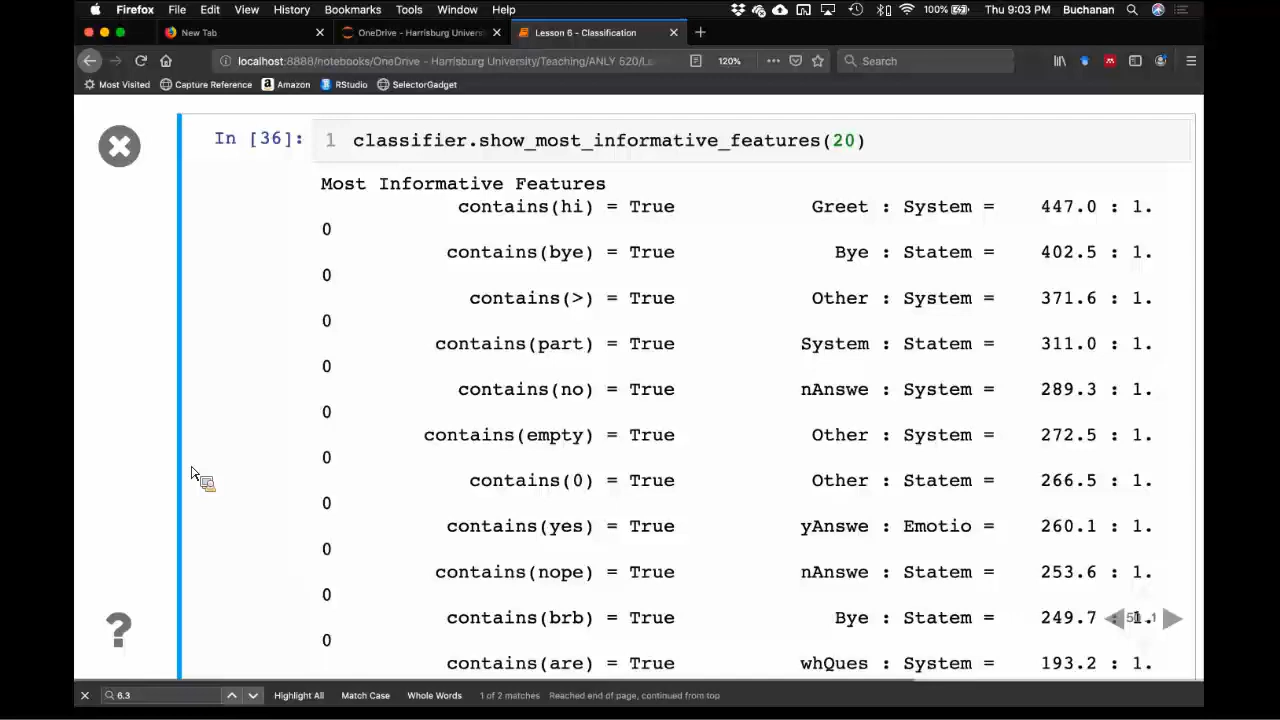 Firefox File Edit View History Bookmarks Tools Window Help 100% Thu 9:03 PM Buchanan
New Tab OneDrive - Harrisburg Universi Lesson 6 - Classification
localhost:8888/notebooks/OneDrive - Harrisburg University/Teaching/ANLY 520/Le 120% Search
Most Visited Capture Reference Amazon RStudio SelectorGadget
In [36]: 1 classifier.show_most_informative_features(20)
Most Informative Features
contains(hi) = True Greet : System = 447.0 : 1.
0
contains(bye) = True Bye : Statem = 402.5 : 1.
0
contains(>) = True Other : System = 371.6 : 1.
0
contains(part) = True System : Statem = 311.0 : 1.
0
contains(no) = True nAnswe : System = 289.3 : 1.
0
contains(empty) = True Other : System = 272.5 : 1.
0
contains(0) = True Other : Statem = 266.5 : 1.
0
contains(yes) = True yAnswe : Emotio = 260.1 : 1.
0
contains(nope) = True nAnswe : Statem = 253.6 : 1.
0
contains(brb) = True Bye : Statem = 249.7 : 1.
0
contains(are) = True whQues : System = 193.2 : 1.
6.3 Highlight All Match Case Whole Words 1 of 2 matches Reached end of page, continued from top